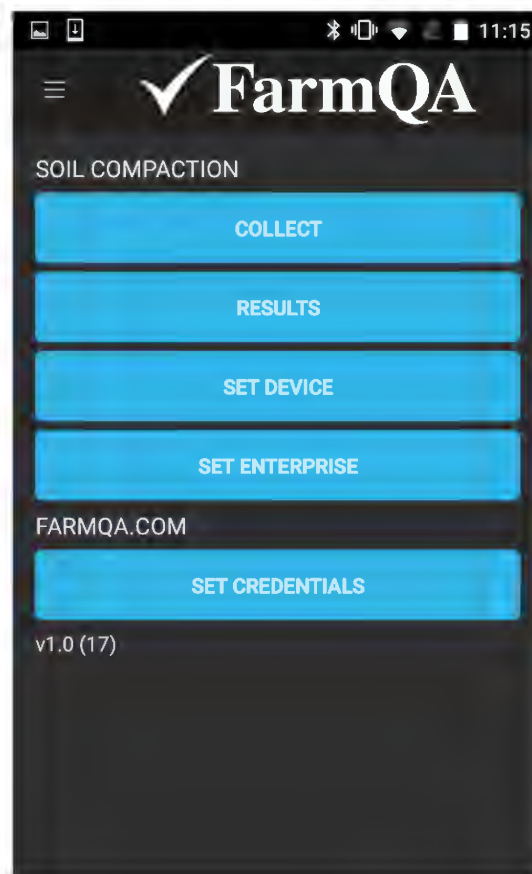 11:15
FarmQA
SOIL COMPACTION
COLLECT
RESULTS
SET DEVICE
SET ENTERPRISE
FARMQA.COM
SET CREDENTIALS
v1.0 (17)